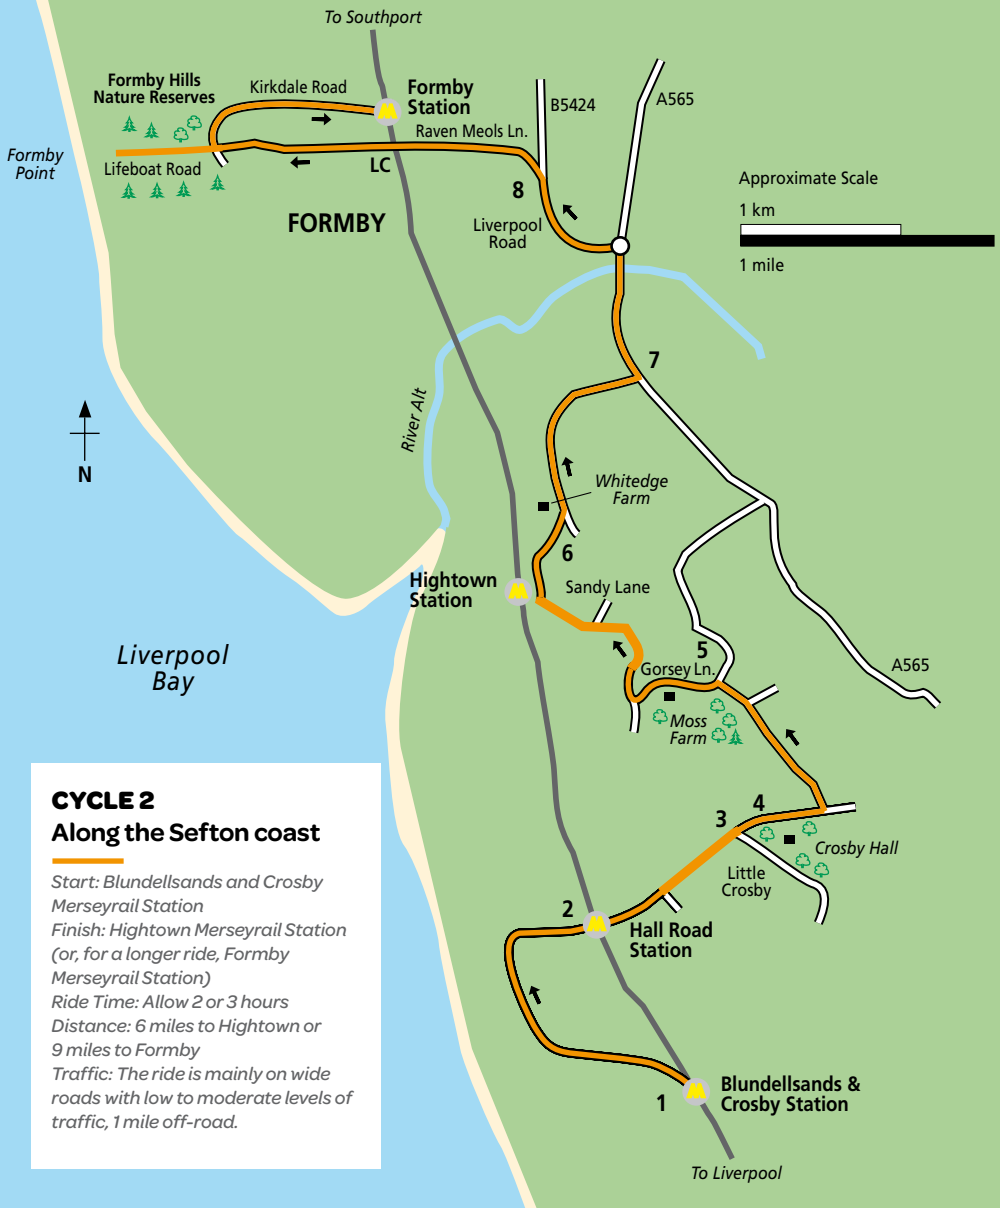 To Southport
Formby Hills
Nature Reserves
Kirkdale Road
Formby
Station
B5424
A565
Raven Meols Ln.
Formby
Point
Lifeboat Road
LC
8
FORMBY
Liverpool
Road
Approximate Scale
1 km
1 mile
7
River Alt
N
Whitedge
Farm
6
Hightown
Station
Sandy Lane
5
Gorsey Ln.
A565
Liverpool
Bay
Moss
Farm
4
3
Crosby Hall
Little
Crosby
2
Hall Road
Station
CYCLE 2
Along the Sefton coast
Start: Blundellsands and Crosby
Merseyrail Station
Finish: Hightown Merseyrail Station
(or, for a longer ride, Formby
Merseyrail Station)
Ride Time: Allow 2 or 3 hours
Distance: 6 miles to Hightown or
9 miles to Formby
Traffic: The ride is mainly on wide
roads with low to moderate levels of
traffic, 1 mile off-road.
1
Blundellsands &
Crosby Station
To Liverpool